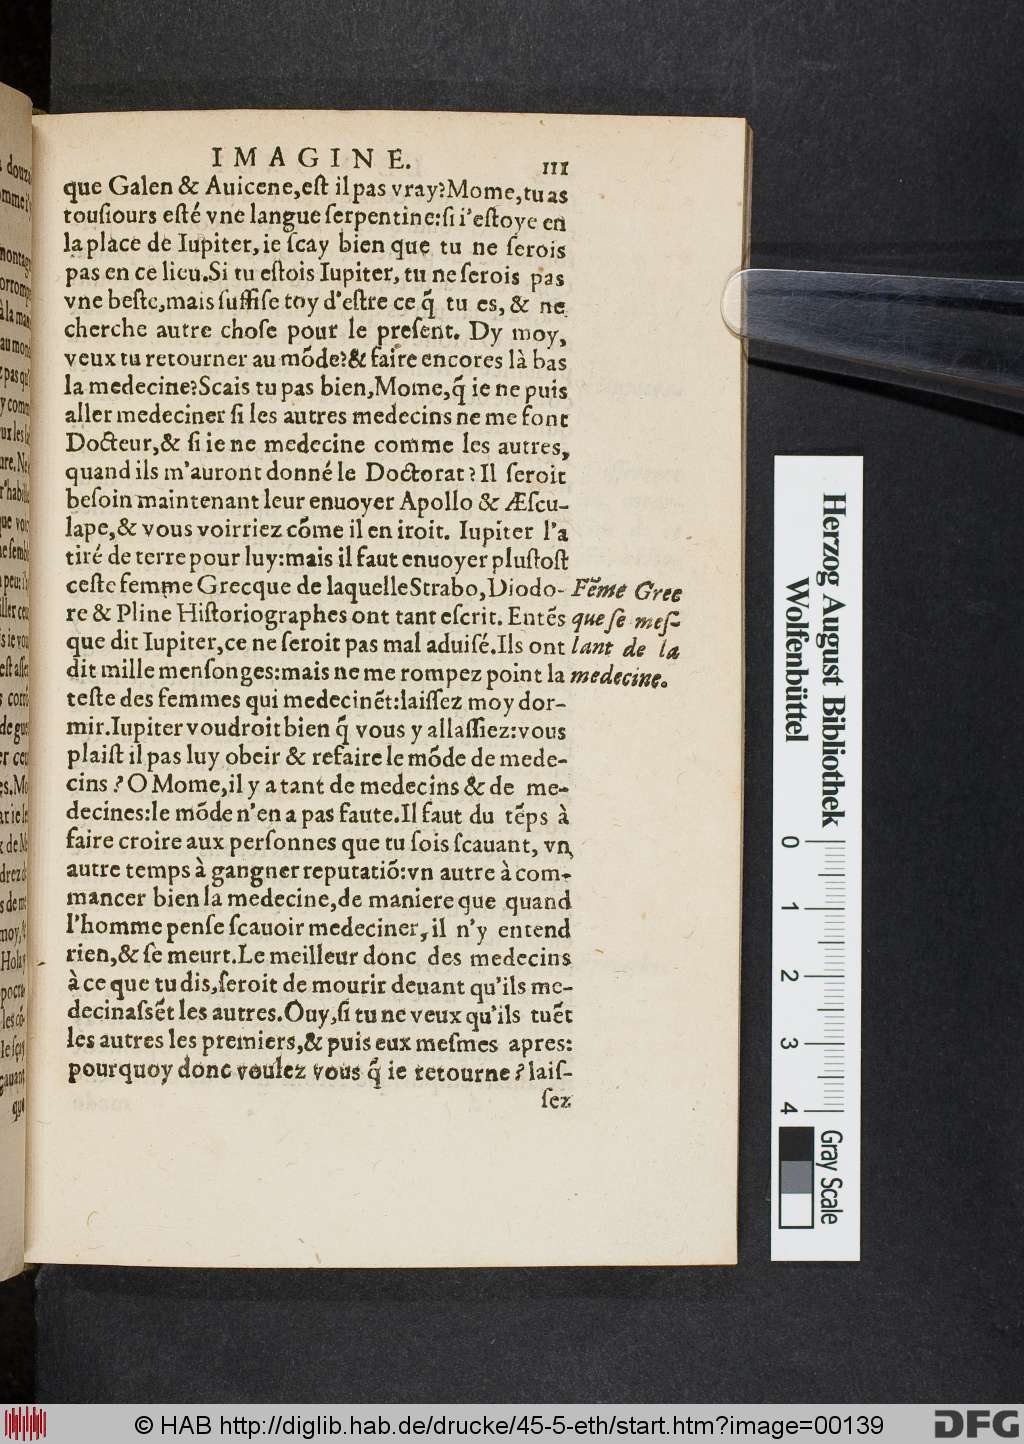 IMAGINE. 111
que Galen & Auicene,eſt il pas vray?Mome,tu as
touſiours eſté vne langue ſerpentine:ſi i'eſtoye en
la place de Iupiter,ie ſcay bien que tu ne ſerois
pas en ce lieu.Si tu eſtois Iupiter, tu ne ſerois pas
vne beſte,mais ſuffiſe toy d'eſtre ce q̃ tu es, & ne
cherche autre choſe pour le preſent. Dy moy,
veux tu retourner au mõde?& faire encores là bas
la medecine?Scais tu pas bien,Mome,q̃ ie ne puis
aller medeciner ſi les autres medecins ne me font
Docteur,& ſi ie ne medecine comme les autres,
quand ils m'auront donné le Doctorat? Il ſeroit
beſoin maintenant leur enuoyer Apollo & Æſcu-
lape,& vous voirriez cõme il en iroit. Iupiter l'a
tiré de terre pour luy:mais il faut enuoyer pluſtoſt
ceſte femme Grecque de laquelle Strabo,Diodo-
re & Pline Hiſtoriographes ont tant eſcrit. Entẽs
que dit Iupiter,ce ne ſeroit pas mal aduiſé.Ils ont
dit mille menſonges:mais ne me rompez point la
teſte des femmes qui medecinẽt:laiſſez moy dor-
mir.Iupiter voudroit bien q̃ vous y allaſſiez:vous
plaiſt il pas luy obeir & refaire le mõde de mede-
cins ? O Mome,il y a tant de medecins & de me-
decines:le mõde n'en a pas faute.Il faut du tẽps à
faire croire aux perſonnes que tu ſois ſcauant, vn
autre temps à gangner reputatiõ:vn autre à com-
mancer bien la medecine,de maniere que quand
l'homme penſe ſcauoir medeciner, il n'y entend
rien,& ſe meurt.Le meilleur donc des medecins
à ce que tu dis,ſeroit de mourir deuant qu'ils me-
decinaſſẽt les autres.Ouy,ſi tu ne veux qu'ils tuẽt
les autres les premiers,& puis eux meſmes apres:
pourquoy donc voulez vous q̃ ie retourne? laiſ-
ſez
Fẽme Grec
que ſe meſ-
lant de la
medecine.
Herzog August Bibliothek
Wolfenbüttel
0 1 2 3 4
Gray Scale
© HAB http://diglib.hab.de/drucke/45-5-eth/start.htm?image=00139
DFG